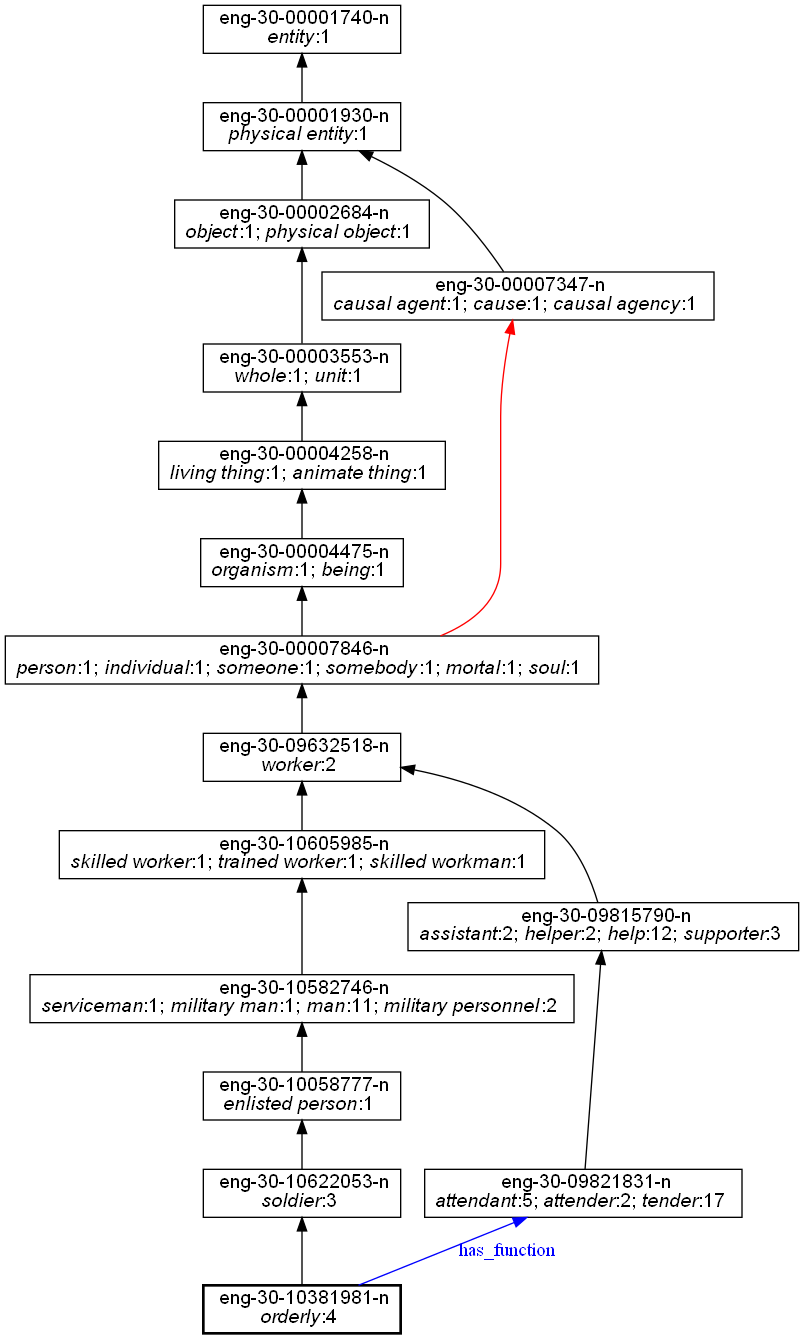 eng-30-00001740-n
entity:1
eng-30-00001930-n
physical entity:1
eng-30-00002684-n
object:1; physical object:1
eng-30-00007347-n
causal agent:1; cause:1; causal agency:1
eng-30-00003553-n
whole:1; unit:1
eng-30-00004258-n
living thing:1; animate thing:1
eng-30-00004475-n
organism:1; being:1
eng-30-00007846-n
person:1; individual:1; someone:1; somebody:1; mortal:1; soul:1
eng-30-09632518-n
worker:2
eng-30-10605985-n
skilled worker:1; trained worker:1; skilled workman:1
eng-30-09815790-n
assistant:2; helper:2; help:12; supporter:3
eng-30-10582746-n
serviceman:1; military man:1; man:11; military personnel:2
eng-30-10058777-n
enlisted person:1
eng-30-10622053-n
soldier:3
eng-30-09821831-n
attendant:5; attender:2; tender:17
has_function
eng-30-10381981-n
orderly:4